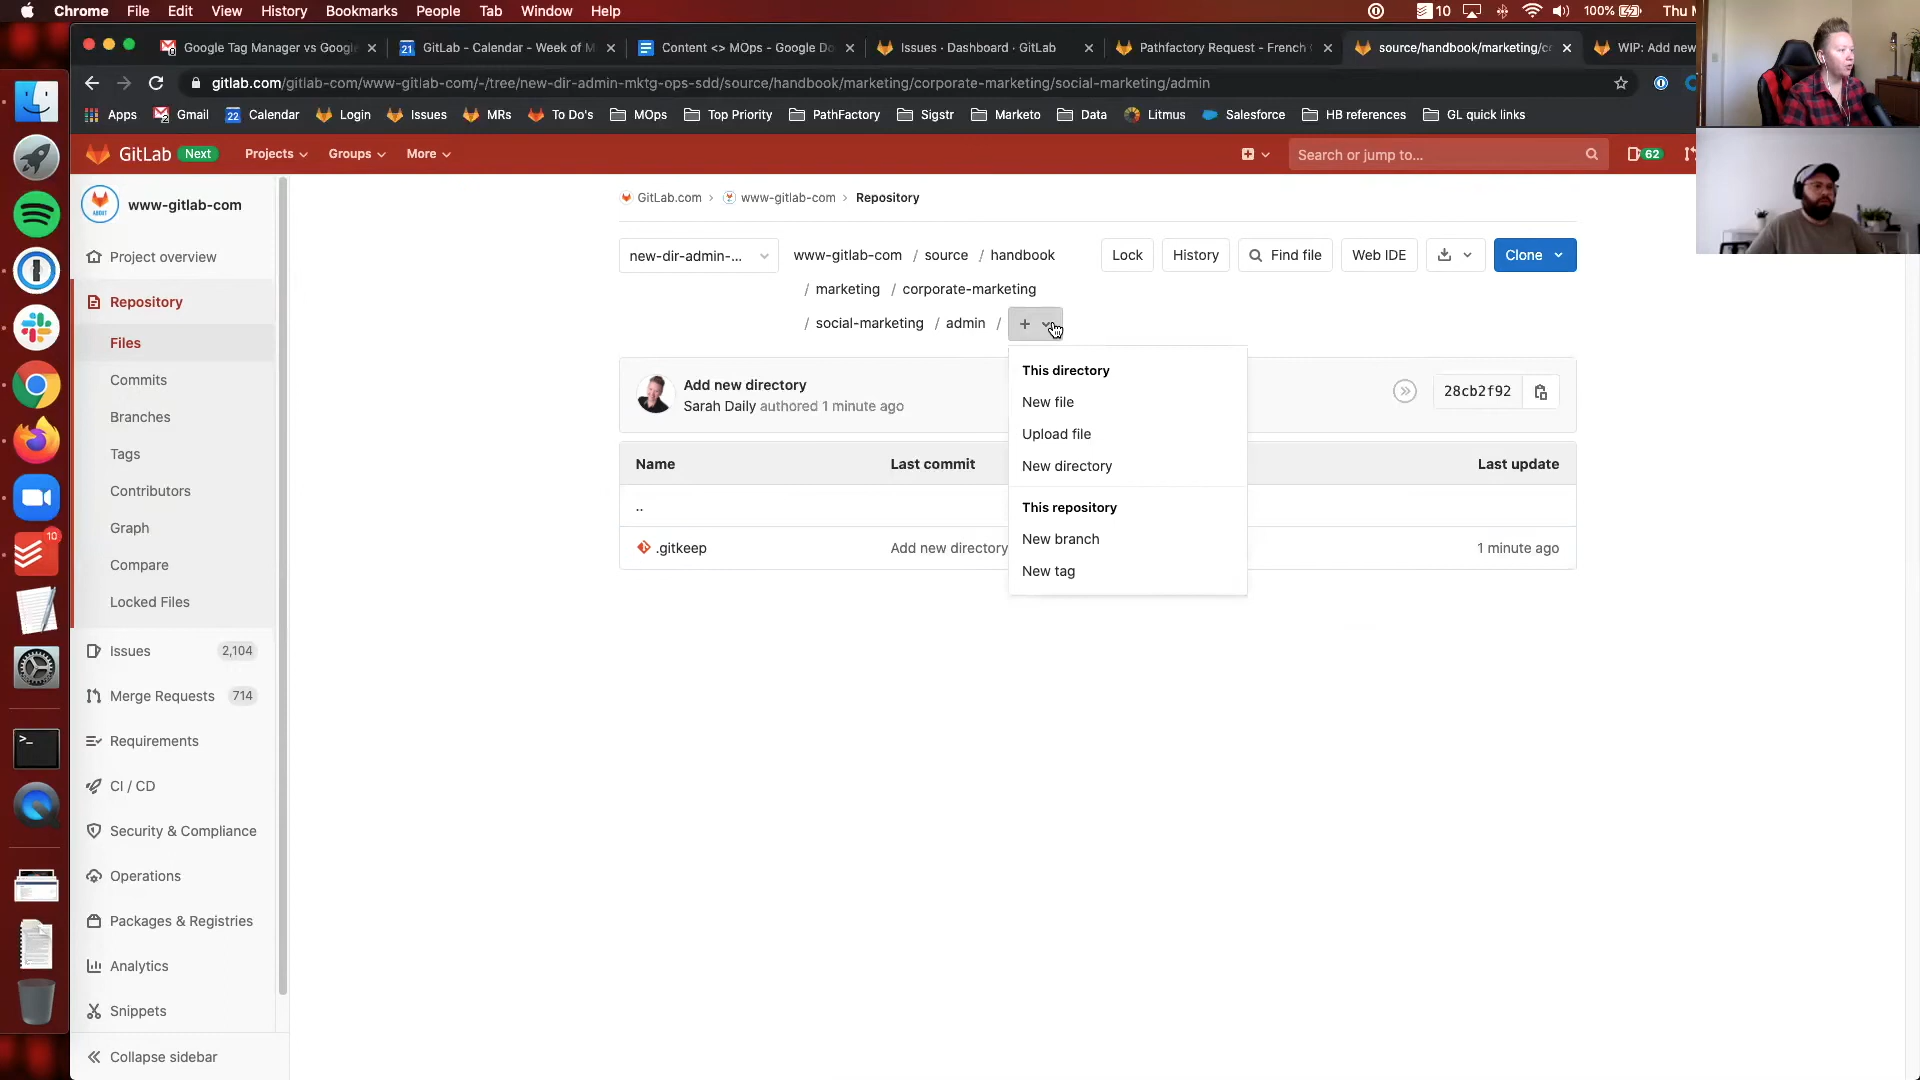 Chrome File Edit View History Bookmarks People Tab Window Help
10 100% Thu
Google Tag Manager vs Google
GitLab - Calendar - Week of M
Content <> MOps - Google Do
Issues · Dashboard · GitLab
Pathfactory Request - French
source/handbook/marketing/co
WIP: Add new
gitlab.com/gitlab-com/www-gitlab-com/-/tree/new-dir-admin-mktg-ops-sdd/source/handbook/marketing/corporate-marketing/social-marketing/admin
Apps Gmail 22 Calendar Login Issues MRs To Do's MOps Top Priority PathFactory Sigstr Marketo Data Litmus Salesforce HB references GL quick links
GitLab Next Projects Groups More Search or jump to... 62
ABOUT
www-gitlab-com
Project overview
Repository
Files
Commits
Branches
Tags
Contributors
Graph
Compare
Locked Files
Issues 2,104
Merge Requests 714
Requirements
CI / CD
Security & Compliance
Operations
Packages & Registries
Analytics
Snippets
Collapse sidebar
10
GitLab.com › www-gitlab-com › Repository
new-dir-admin-... www-gitlab-com / source / handbook
/ marketing / corporate-marketing
/ social-marketing / admin / +
Lock History Find file Web IDE Clone
This directory
New file
Upload file
New directory
This repository
New branch
New tag
Add new directory
Sarah Daily authored 1 minute ago
28cb2f92
Name Last commit Last update
..
.gitkeep Add new directory 1 minute ago